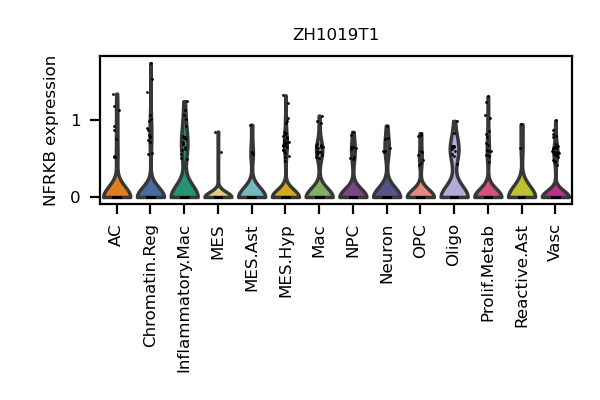 ZH1019T1
NFRKB expression
1
0
AC
Chromatin.Reg
Inflammatory.Mac
MES
MES.Ast
MES.Hyp
Mac
NPC
Neuron
OPC
Oligo
Prolif.Metab
Reactive.Ast
Vasc